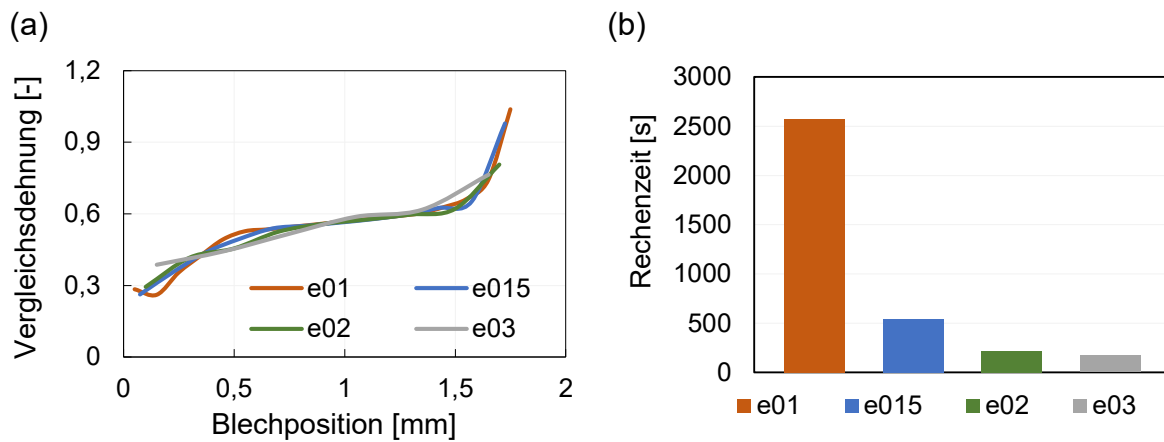 (a)
Vergleichsdehnung [-]
1,2
0,9
0,6
0,3
0
0
0,5
1
1,5
2
Blechposition [mm]
e01
e015
e02
e03
(b)
Rechenzeit [s]
3000
2500
2000
1500
1000
500
0
e01
e015
e02
e03